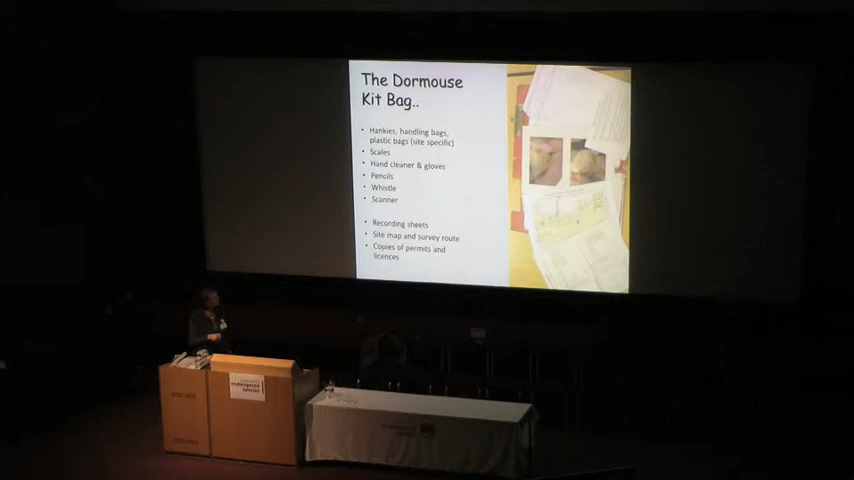 The Dormouse
Kit Bag..
• Hankies, handling bags,
plastic bags (site specific)
• Scales
• Hand cleaner & gloves
• Pencils
• Whistle
• Scanner
• Recording sheets
• Site map and survey route
• Copies of permits and
licences
endangered
species